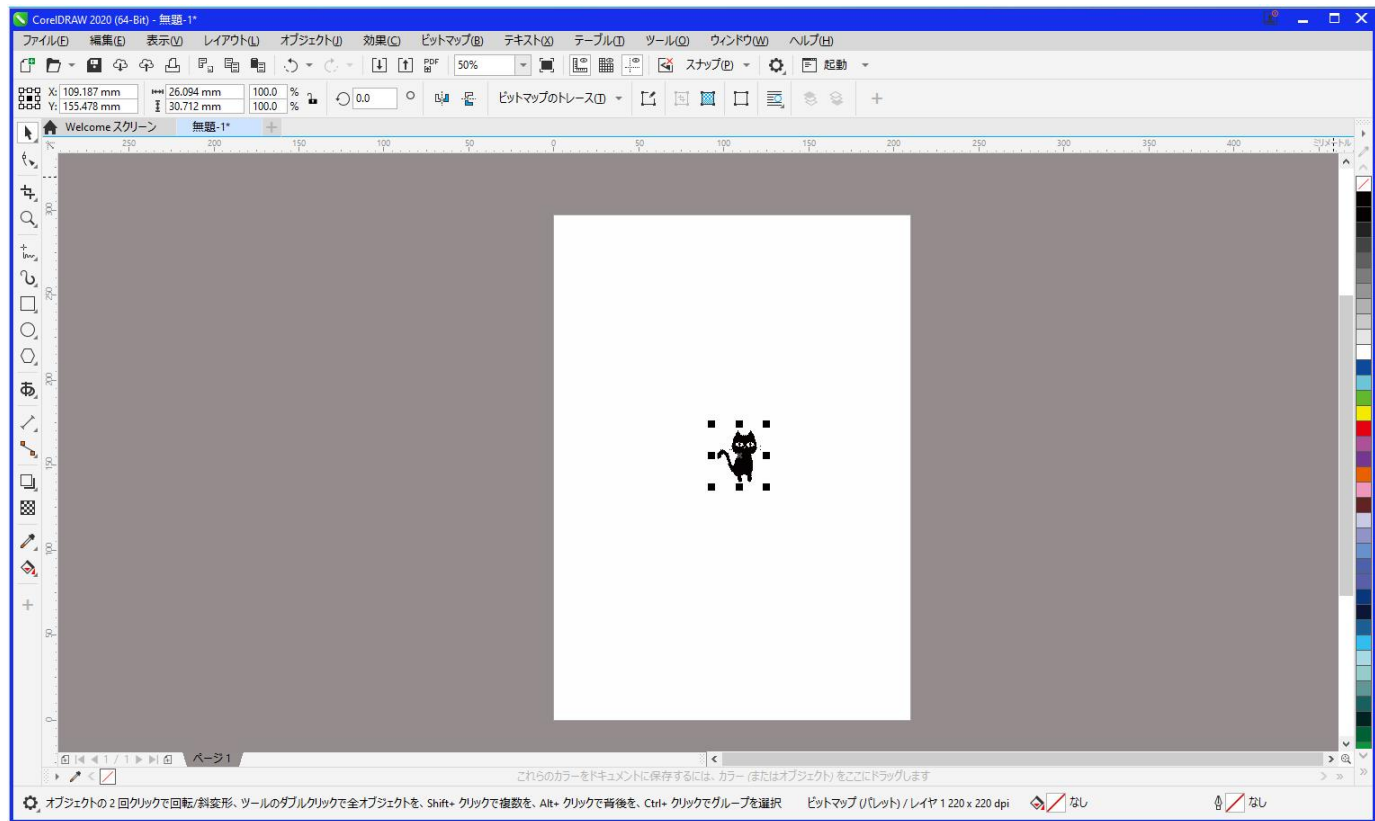 CorelDRAW 2020 (64-Bit) - 無題-1*
ファイル(F) 編集(E) 表示(V) レイアウト(L) オブジェクト(J) 効果(C) ビットマップ(B) テキスト(X) テーブル(T) ツール(O) ウィンドウ(W) ヘルプ(H)
PDF 50% スナップ(P) 起動
X: 109.187 mm 26.094 mm 100.0 % 0.0 ビットマップのトレース(T)
Y: 155.478 mm 30.712 mm 100.0 %
Welcome スクリーン 無題-1*
250 200 150 100 50 0 50 100 150 200 250 300 350 400 ミリメートル
300
250
200
あ
150
100
50
0
1 / 1 ページ 1
これらのカラーをドキュメントに保存するには、カラー (またはオブジェクト) をここにドラッグします
オブジェクトの 2 回クリックで回転/斜変形、ツールのダブルクリックで全オブジェクトを、Shift+ クリックで複数を、Alt+ クリックで背後を、Ctrl+ クリックでグループを選択 ビットマップ (パレット) / レイヤ 1 220 x 220 dpi なし なし